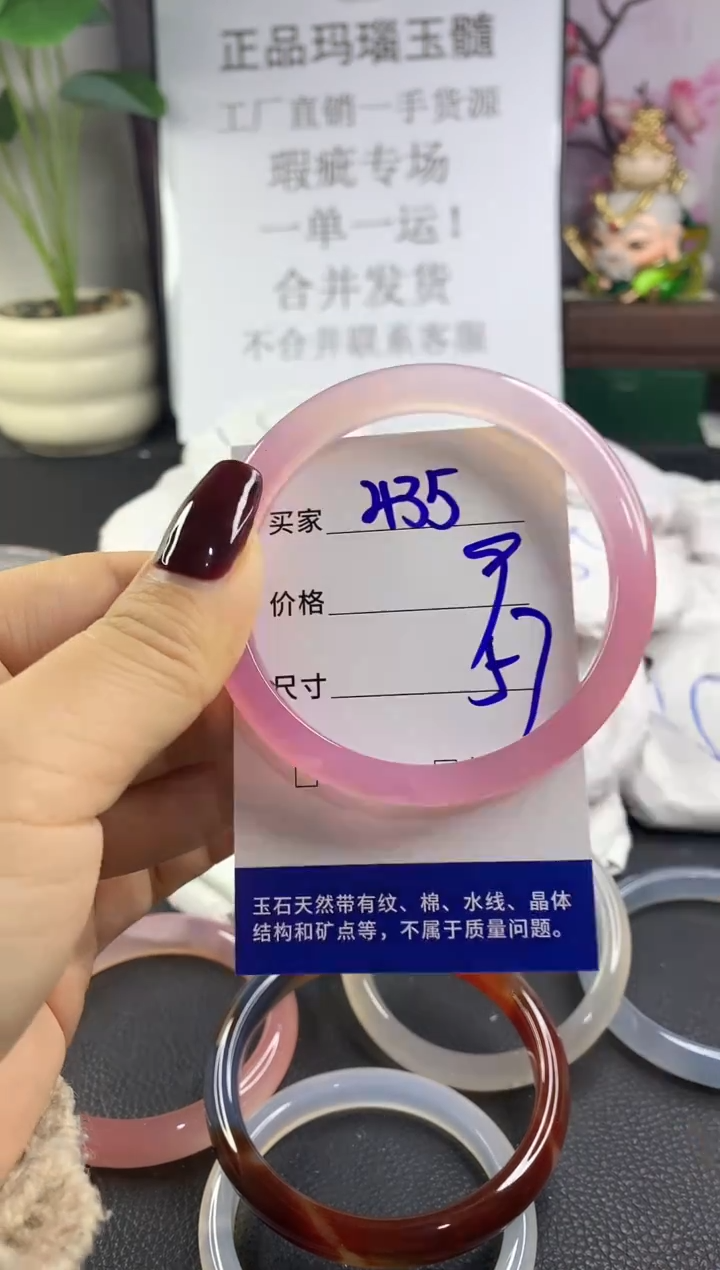 正品玛瑙玉髓
工厂直销一手货源
瑕疵专场
一单一运！
合并发货
不合并联系客服
买家 435
价格
尺寸
玉石天然带有纹、棉、水线、晶体
结构和矿点等，不属于质量问题。